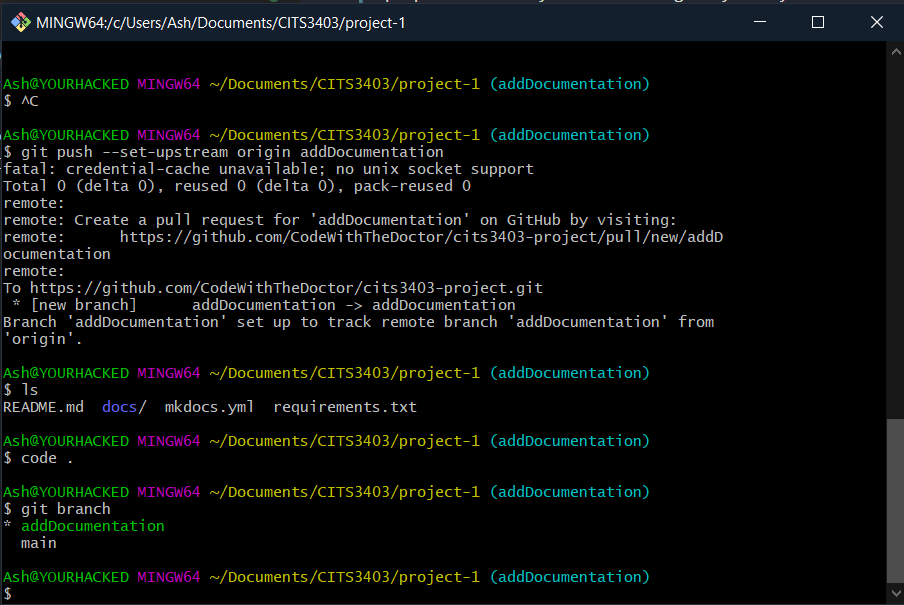 MINGW64:/c/Users/Ash/Documents/CITS3403/project-1
Ash@YOURHACKED MINGW64 ~/Documents/CITS3403/project-1 (addDocumentation)
$ ^C
Ash@YOURHACKED MINGW64 ~/Documents/CITS3403/project-1 (addDocumentation)
$ git push --set-upstream origin addDocumentation
fatal: credential-cache unavailable; no unix socket support
Total 0 (delta 0), reused 0 (delta 0), pack-reused 0
remote:
remote: Create a pull request for 'addDocumentation' on GitHub by visiting:
remote:      https://github.com/CodeWithTheDoctor/cits3403-project/pull/new/addD
ocumentation
remote:
To https://github.com/CodeWithTheDoctor/cits3403-project.git
 * [new branch]      addDocumentation -> addDocumentation
Branch 'addDocumentation' set up to track remote branch 'addDocumentation' from
'origin'.
Ash@YOURHACKED MINGW64 ~/Documents/CITS3403/project-1 (addDocumentation)
$ ls
README.md  docs/  mkdocs.yml  requirements.txt
Ash@YOURHACKED MINGW64 ~/Documents/CITS3403/project-1 (addDocumentation)
$ code .
Ash@YOURHACKED MINGW64 ~/Documents/CITS3403/project-1 (addDocumentation)
$ git branch
* addDocumentation
  main
Ash@YOURHACKED MINGW64 ~/Documents/CITS3403/project-1 (addDocumentation)
$